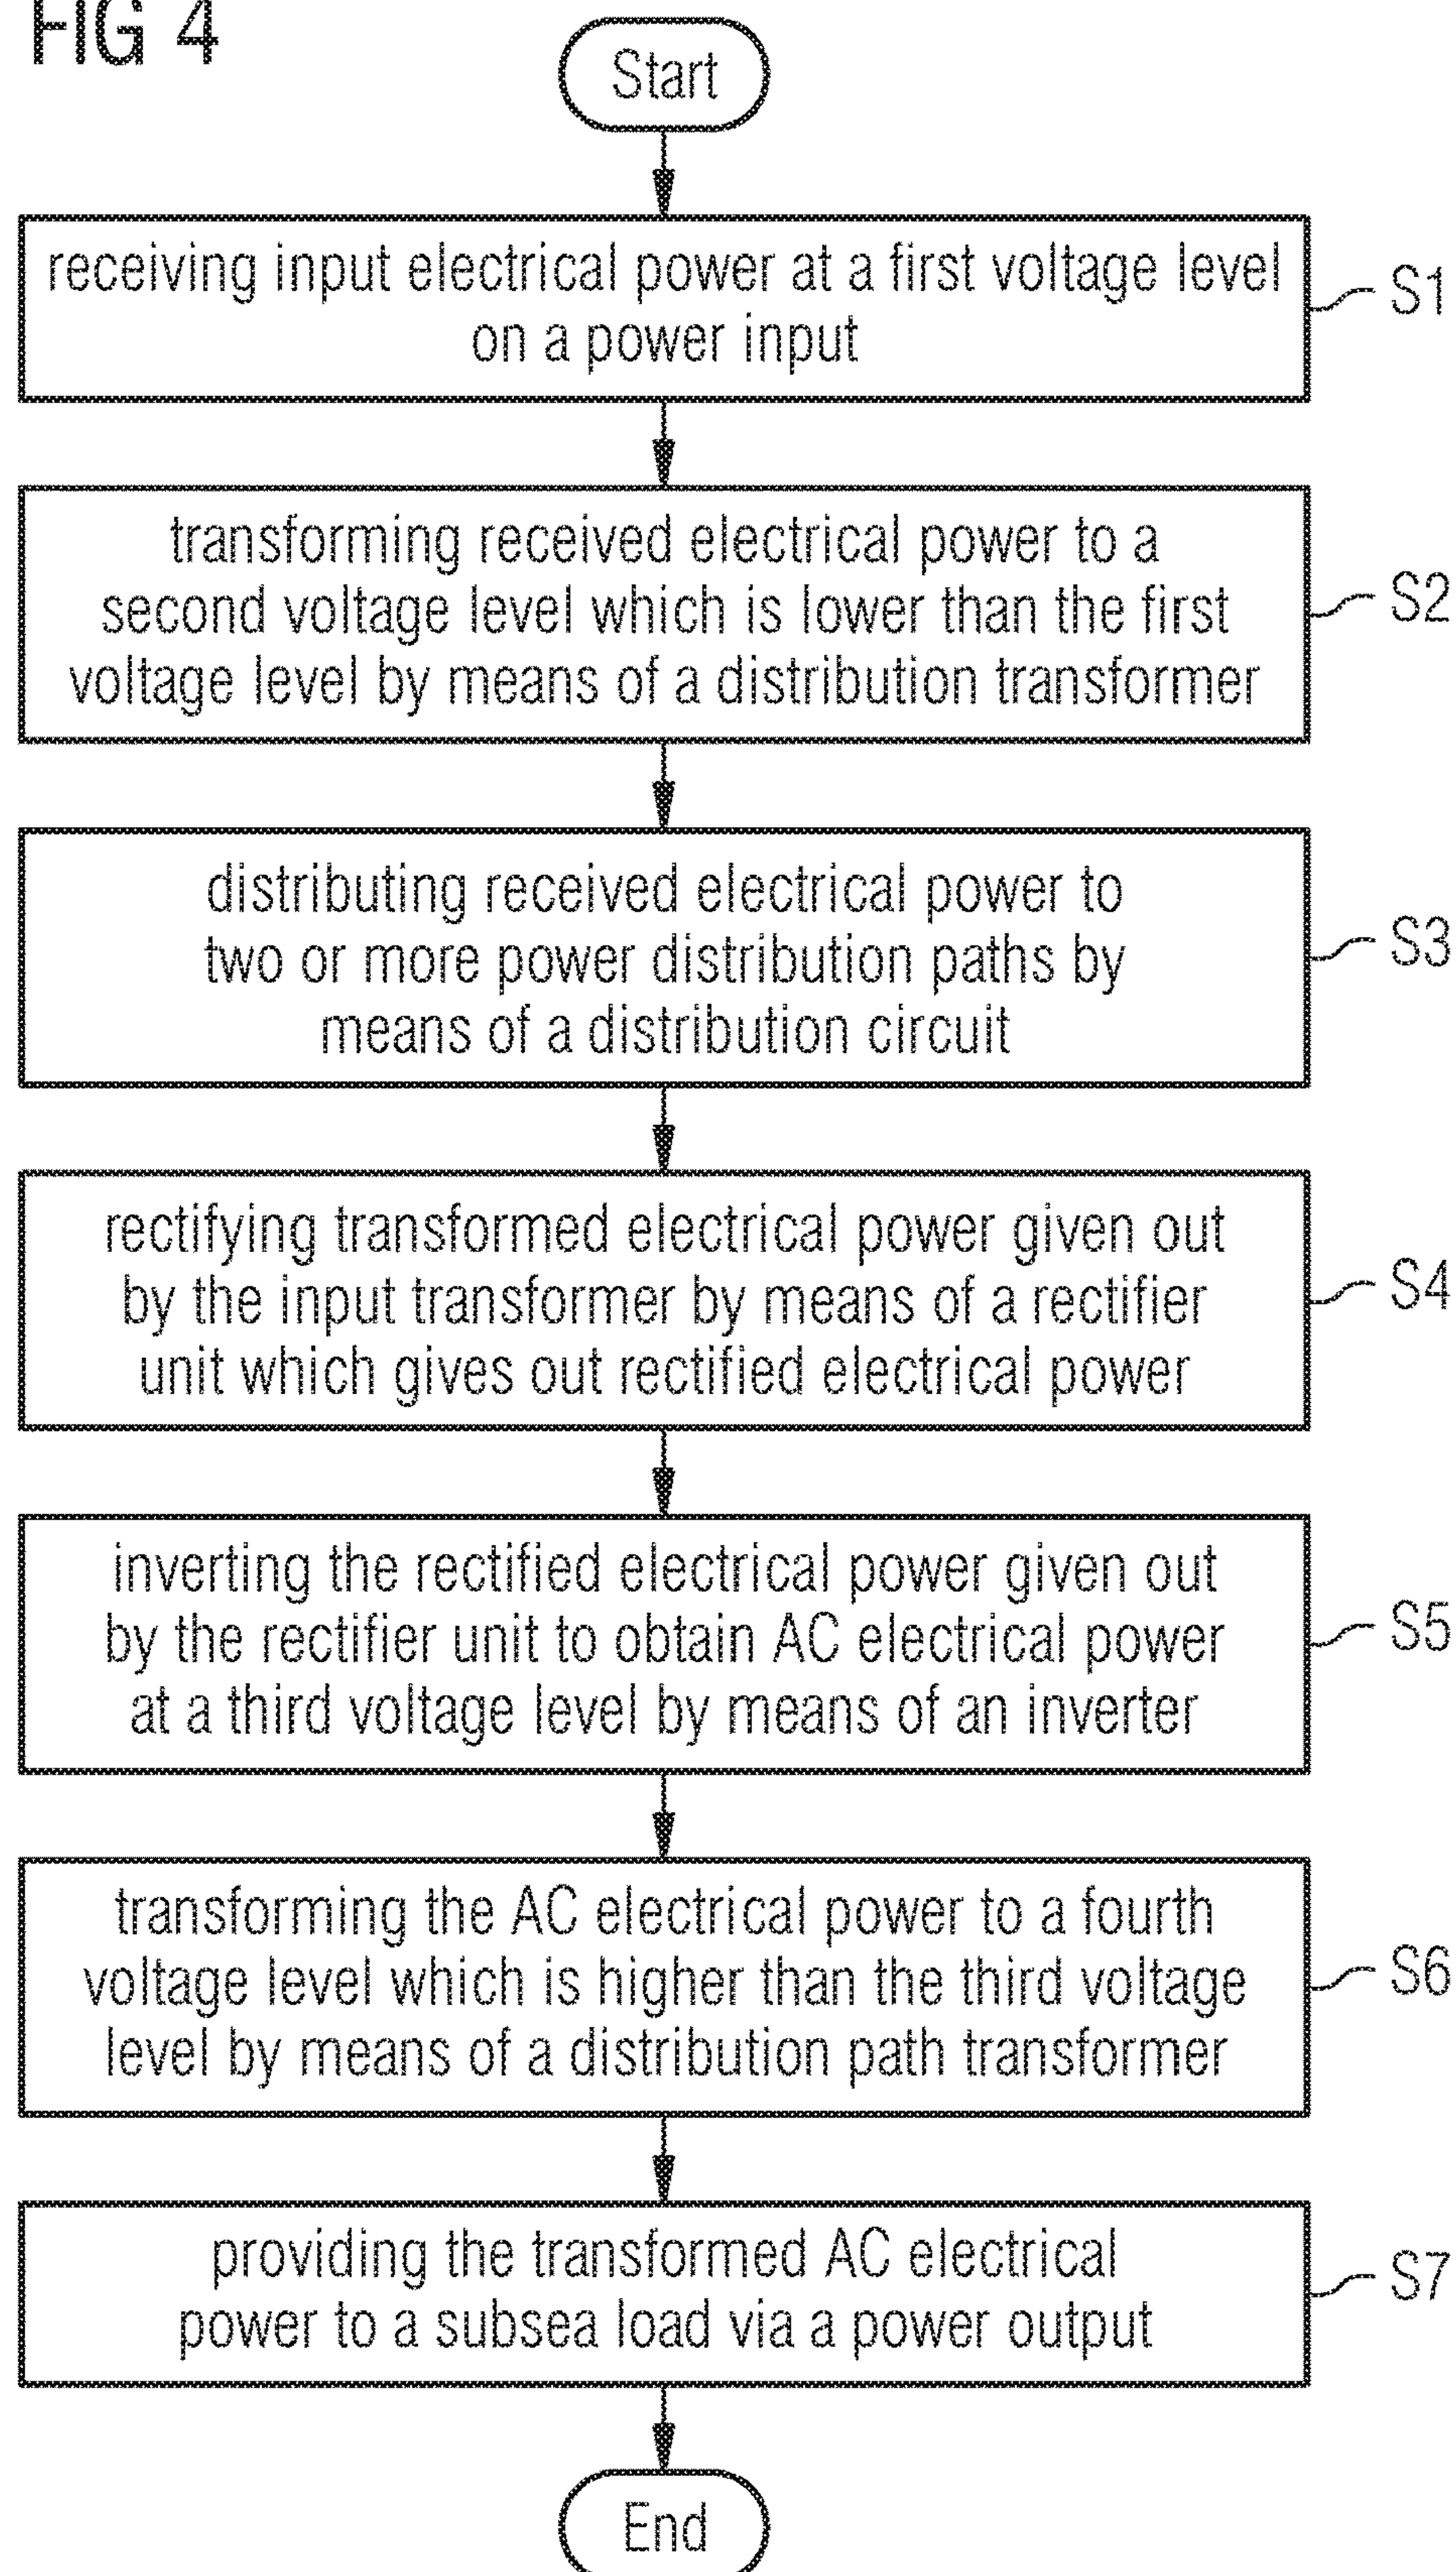 FIG 4
Start
receiving input electrical power at a first voltage level
on a power input
S1
transforming received electrical power to a
second voltage level which is lower than the first
voltage level by means of a distribution transformer
S2
distributing received electrical power to
two or more power distribution paths by
means of a distribution circuit
S3
rectifying transformed electrical power given out
by the input transformer by means of a rectifier
unit which gives out rectified electrical power
S4
inverting the rectified electrical power given out
by the rectifier unit to obtain AC electrical power
at a third voltage level by means of an inverter
S5
transforming the AC electrical power to a fourth
voltage level which is higher than the third voltage
level by means of a distribution path transformer
S6
providing the transformed AC electrical
power to a subsea load via a power output
S7
End